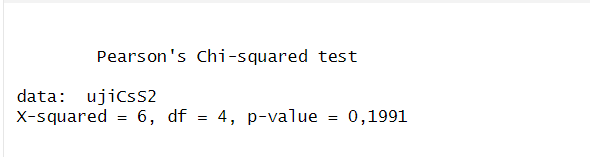 Pearson's Chi-squared test
data: ujiCsS2
X-squared = 6, df = 4, p-value = 0,1991